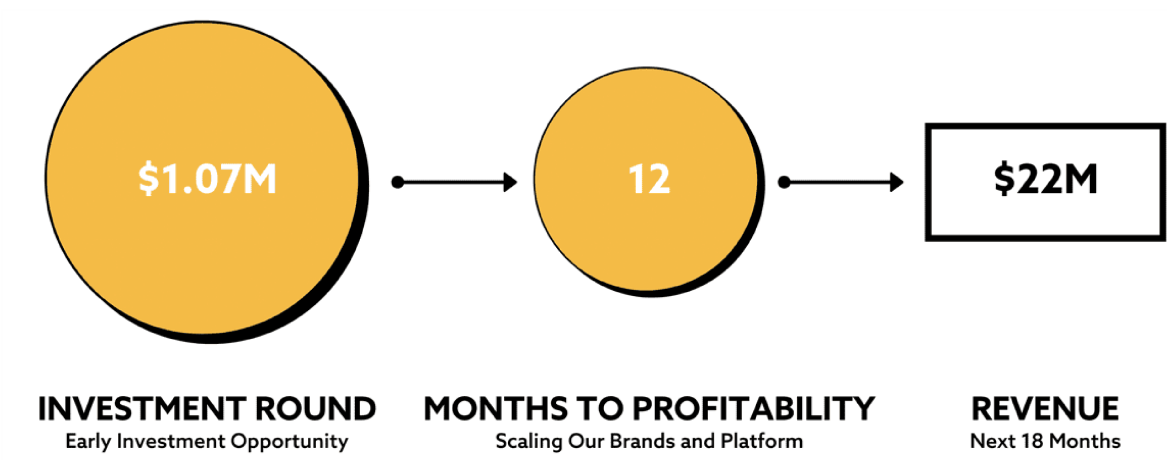 $1.07M
12
$22M
INVESTMENT ROUND
Early Investment Opportunity
MONTHS TO PROFITABILITY
Scaling Our Brands and Platform
REVENUE
Next 18 Months